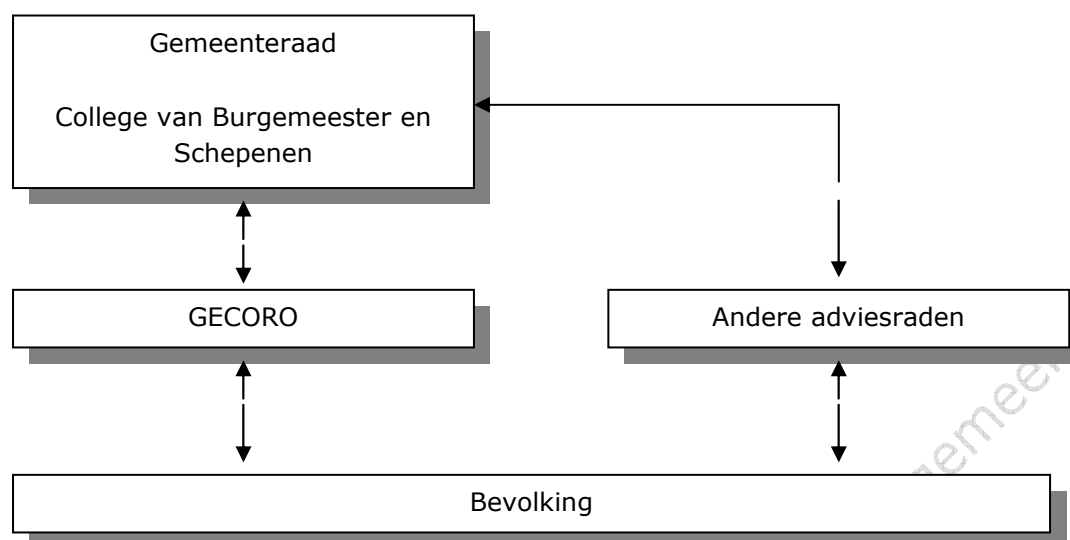 Gemeenteraad
College van Burgemeester en
Schepenen
GECORO
Andere adviesraden
Bevolking